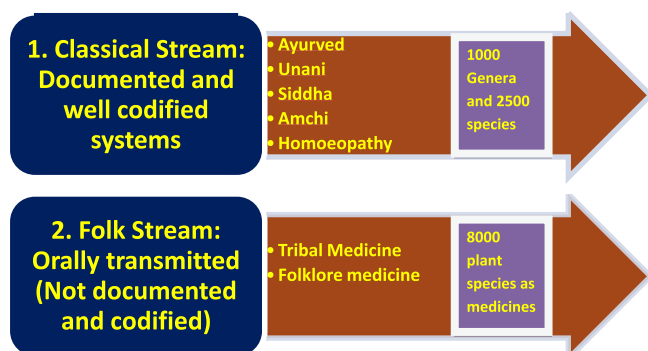 1. Classical Stream:
Documented and
well codified
systems
• Ayurved
• Unani
• Siddha
• Amchi
• Homoeopathy
1000
Genera
and 2500
species
2. Folk Stream:
Orally transmitted
(Not documented
and codified)
• Tribal Medicine
• Folklore medicine
8000
plant
species as
medicines